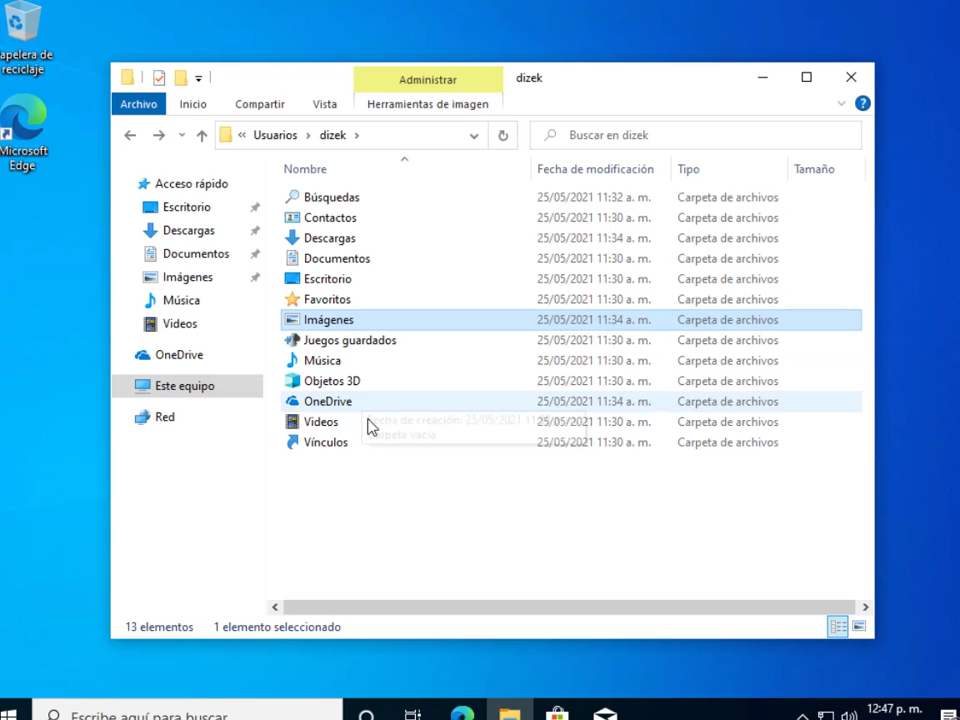 apelera de
reciclaje
Microsoft
Edge
Administrar
dizek
Archivo
Inicio
Compartir
Vista
Herramientas de imagen
« Usuarios › dizek ›
Buscar en dizek
Nombre
Fecha de modificación
Tipo
Tamaño
Acceso rápido
Escritorio
Descargas
Documentos
Imágenes
Música
Videos
OneDrive
Este equipo
Red
Búsquedas 25/05/2021 11:32 a. m. Carpeta de archivos
Contactos 25/05/2021 11:30 a. m. Carpeta de archivos
Descargas 25/05/2021 11:34 a. m. Carpeta de archivos
Documentos 25/05/2021 11:30 a. m. Carpeta de archivos
Escritorio 25/05/2021 11:30 a. m. Carpeta de archivos
Favoritos 25/05/2021 11:30 a. m. Carpeta de archivos
Imágenes 25/05/2021 11:34 a. m. Carpeta de archivos
Juegos guardados 25/05/2021 11:30 a. m. Carpeta de archivos
Música 25/05/2021 11:30 a. m. Carpeta de archivos
Objetos 3D 25/05/2021 11:30 a. m. Carpeta de archivos
OneDrive 25/05/2021 11:34 a. m. Carpeta de archivos
Videos 25/05/2021 11:30 a. m. Carpeta de archivos
Vínculos 25/05/2021 11:30 a. m. Carpeta de archivos
echa de creación: 25/05/2021
arpeta vacía
13 elementos
1 elemento seleccionado
Escribe aquí para buscar
12:47 p. m.